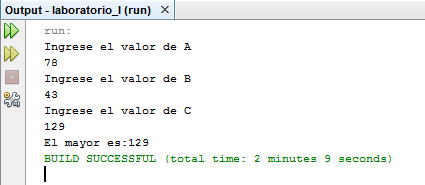 Output - laboratorio_I (run)
run:
Ingrese el valor de A
78
Ingrese el valor de B
43
Ingrese el valor de C
129
El mayor es:129
BUILD SUCCESSFUL (total time: 2 minutes 9 seconds)